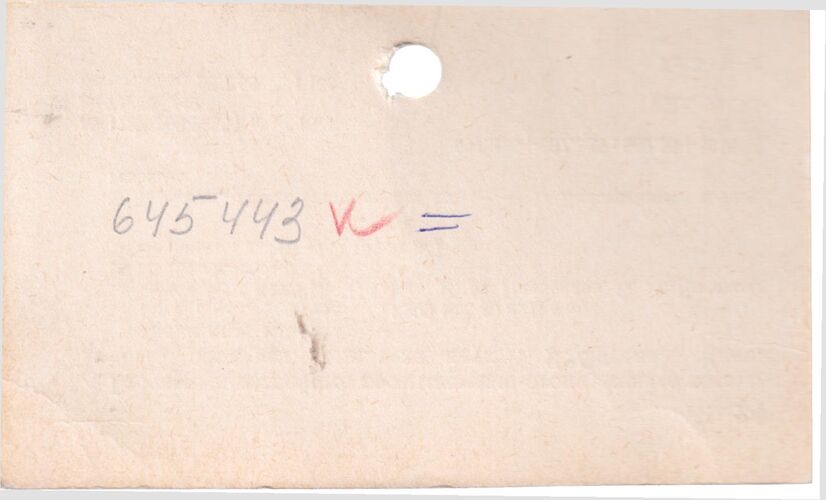 645443 V =